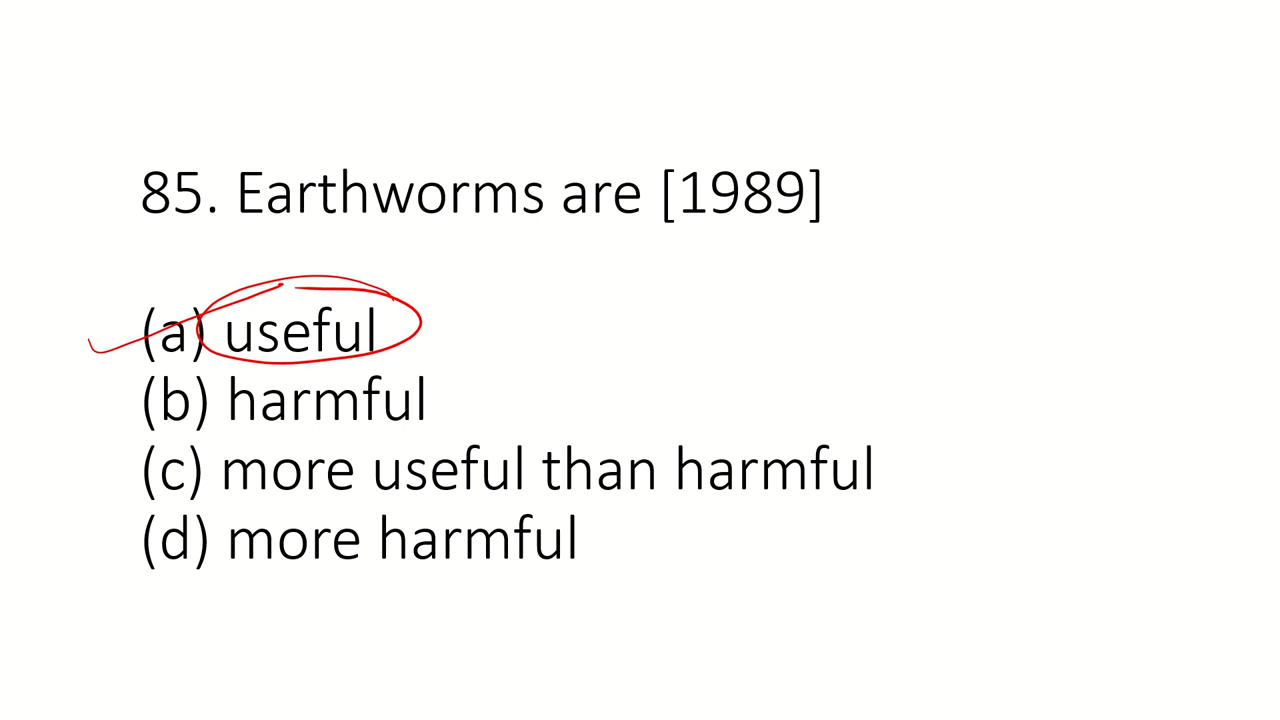 85. Earthworms are [1989]
(a) useful
(b) harmful
(c) more useful than harmful
(d) more harmful